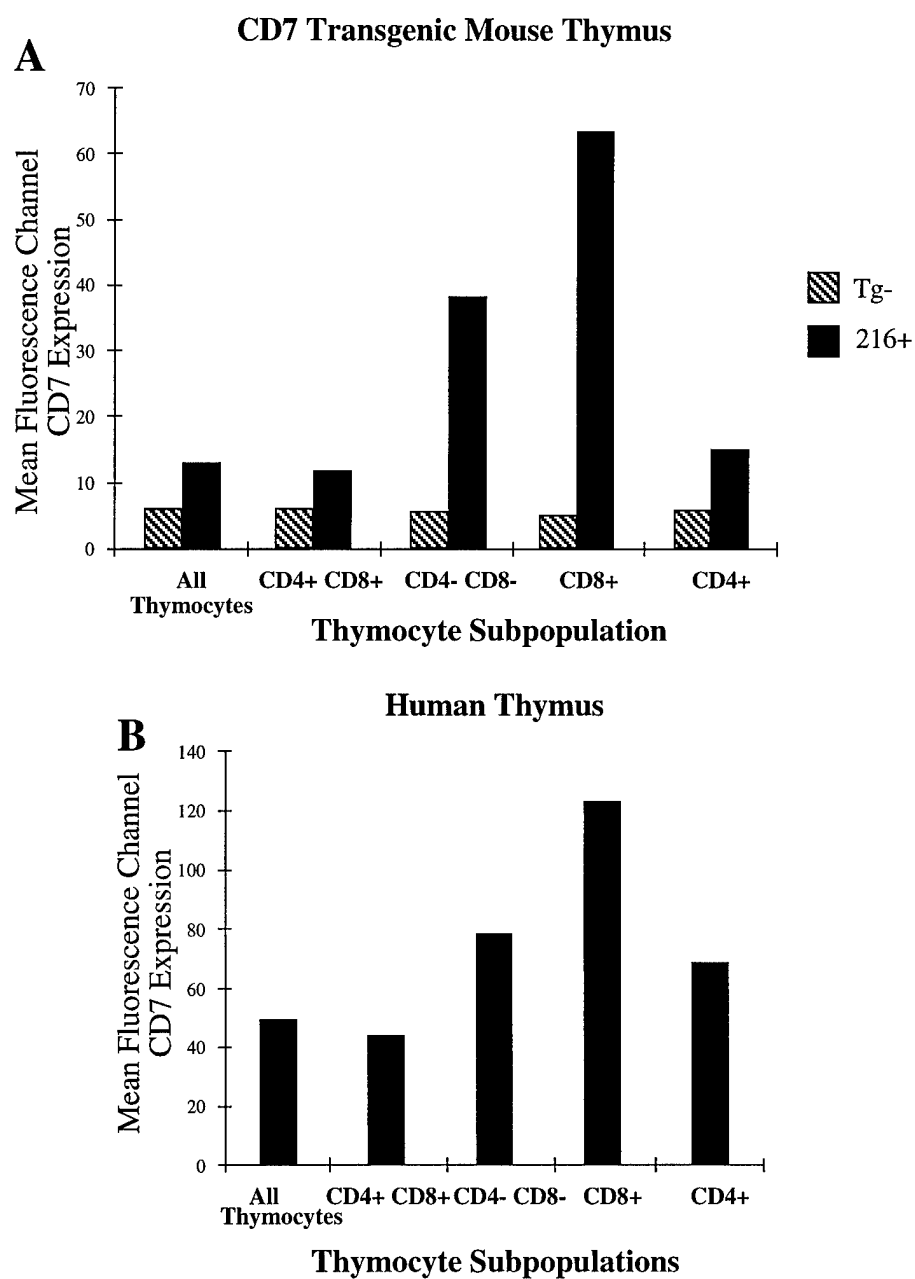 CD7 Transgenic Mouse Thymus
A
Mean Fluorescence Channel
CD7 Expression
70
60
50
40
30
20
10
0
Tg-
216+
All
Thymocytes
CD4+ CD8+
CD4- CD8-
CD8+
CD4+
Thymocyte Subpopulation
Human Thymus
B
Mean Fluorescence Channel
CD7 Expression
140
120
100
80
60
40
20
0
All
Thymocytes
CD4+ CD8+
CD4- CD8-
CD8+
CD4+
Thymocyte Subpopulations